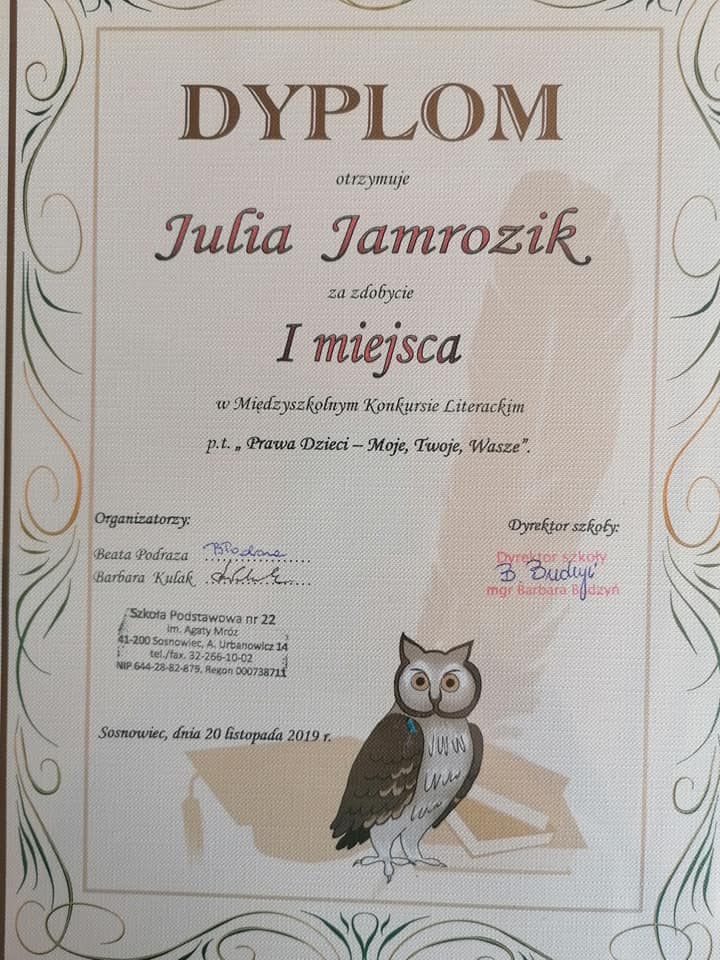 DYPLOM
otrzymuje
Julia Jamrozik
za zdobycie
I miejsca
w Międzyszkolnym Konkursie Literackim
p.t. „ Prawa Dzieci – Moje, Twoje, Wasze”.
Organizatorzy:
Beata Podraza
Barbara Kulak
Szkoła Podstawowa nr 22
im. Agaty Mróz
41-200 Sosnowiec, A. Urbanowicz 14
tel./fax. 32-266-10-02
NIP 644-28-82-879, Regon 000738711
Dyrektor szkoły:
Dyrektor szkoły
B. Budzyń
mgr Barbara Budzyń
Sosnowiec, dnia 20 listopada 2019 r.